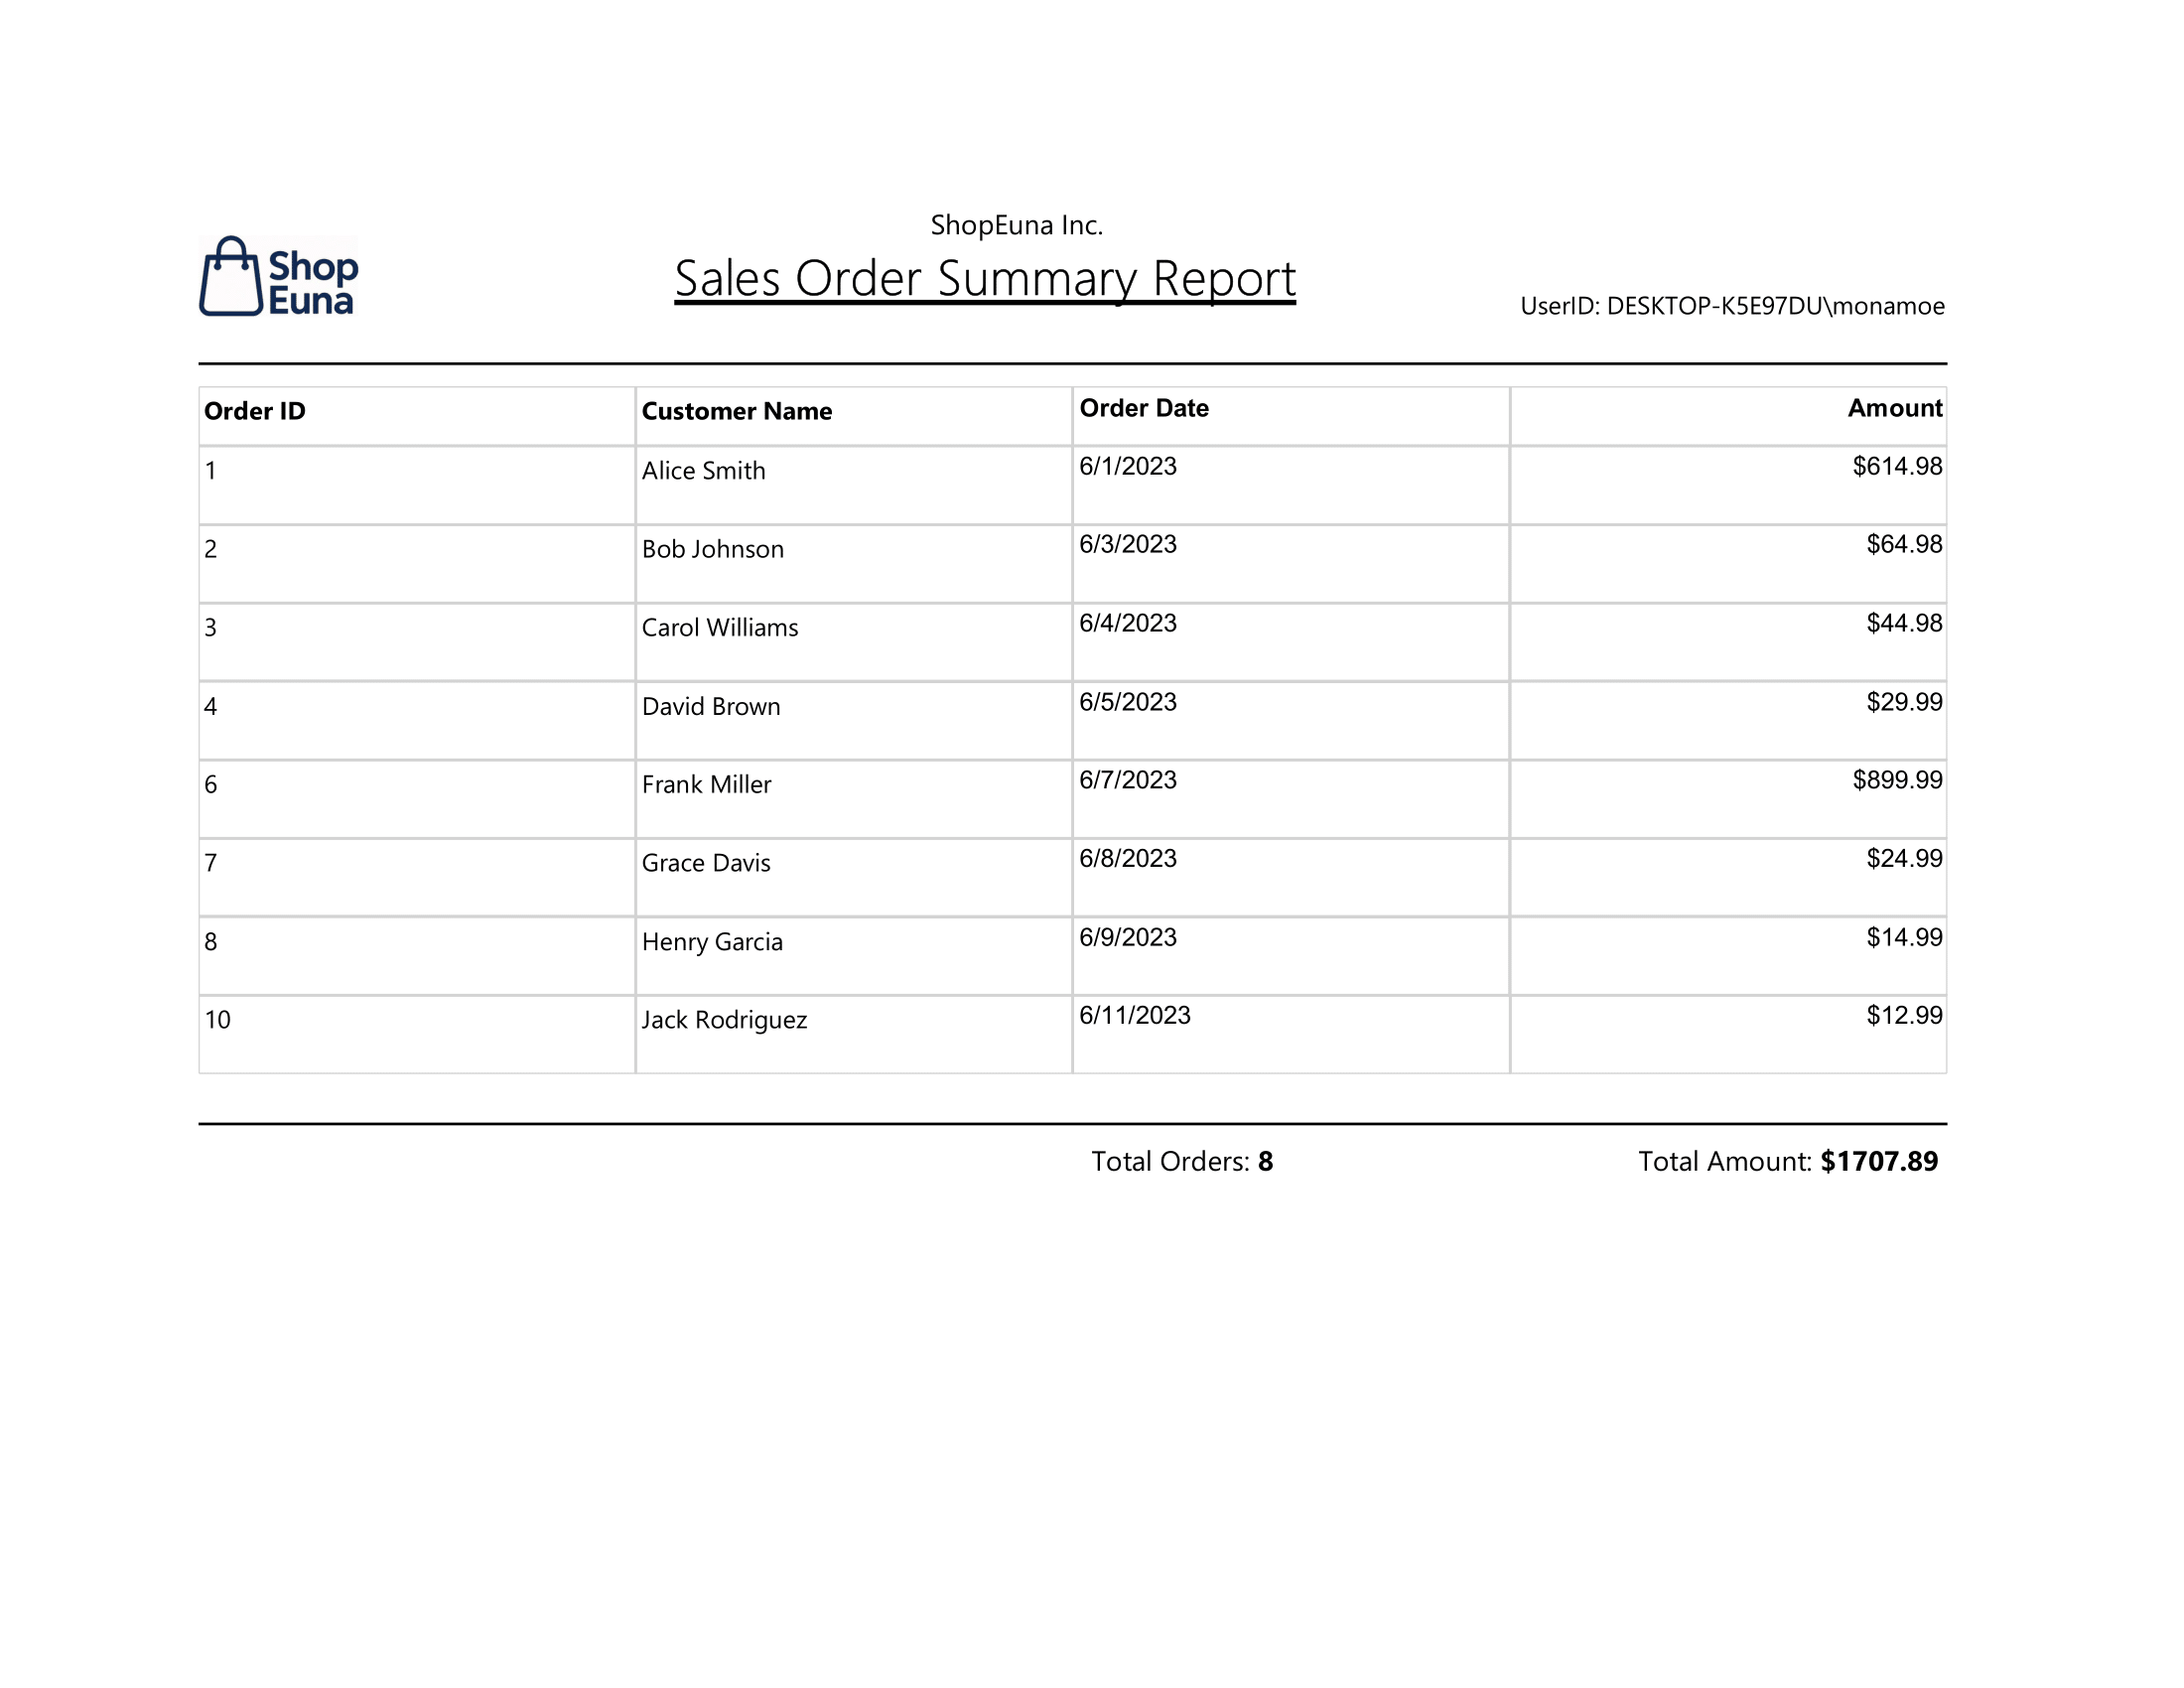 ShopEuna Inc.
Shop
Euna
Sales Order Summary Report
UserID: DESKTOP-K5E97DU\monamoe
Order ID Customer Name Order Date Amount
1 Alice Smith 6/1/2023 $614.98
2 Bob Johnson 6/3/2023 $64.98
3 Carol Williams 6/4/2023 $44.98
4 David Brown 6/5/2023 $29.99
6 Frank Miller 6/7/2023 $899.99
7 Grace Davis 6/8/2023 $24.99
8 Henry Garcia 6/9/2023 $14.99
10 Jack Rodriguez 6/11/2023 $12.99
Total Orders: 8 Total Amount: $1707.89